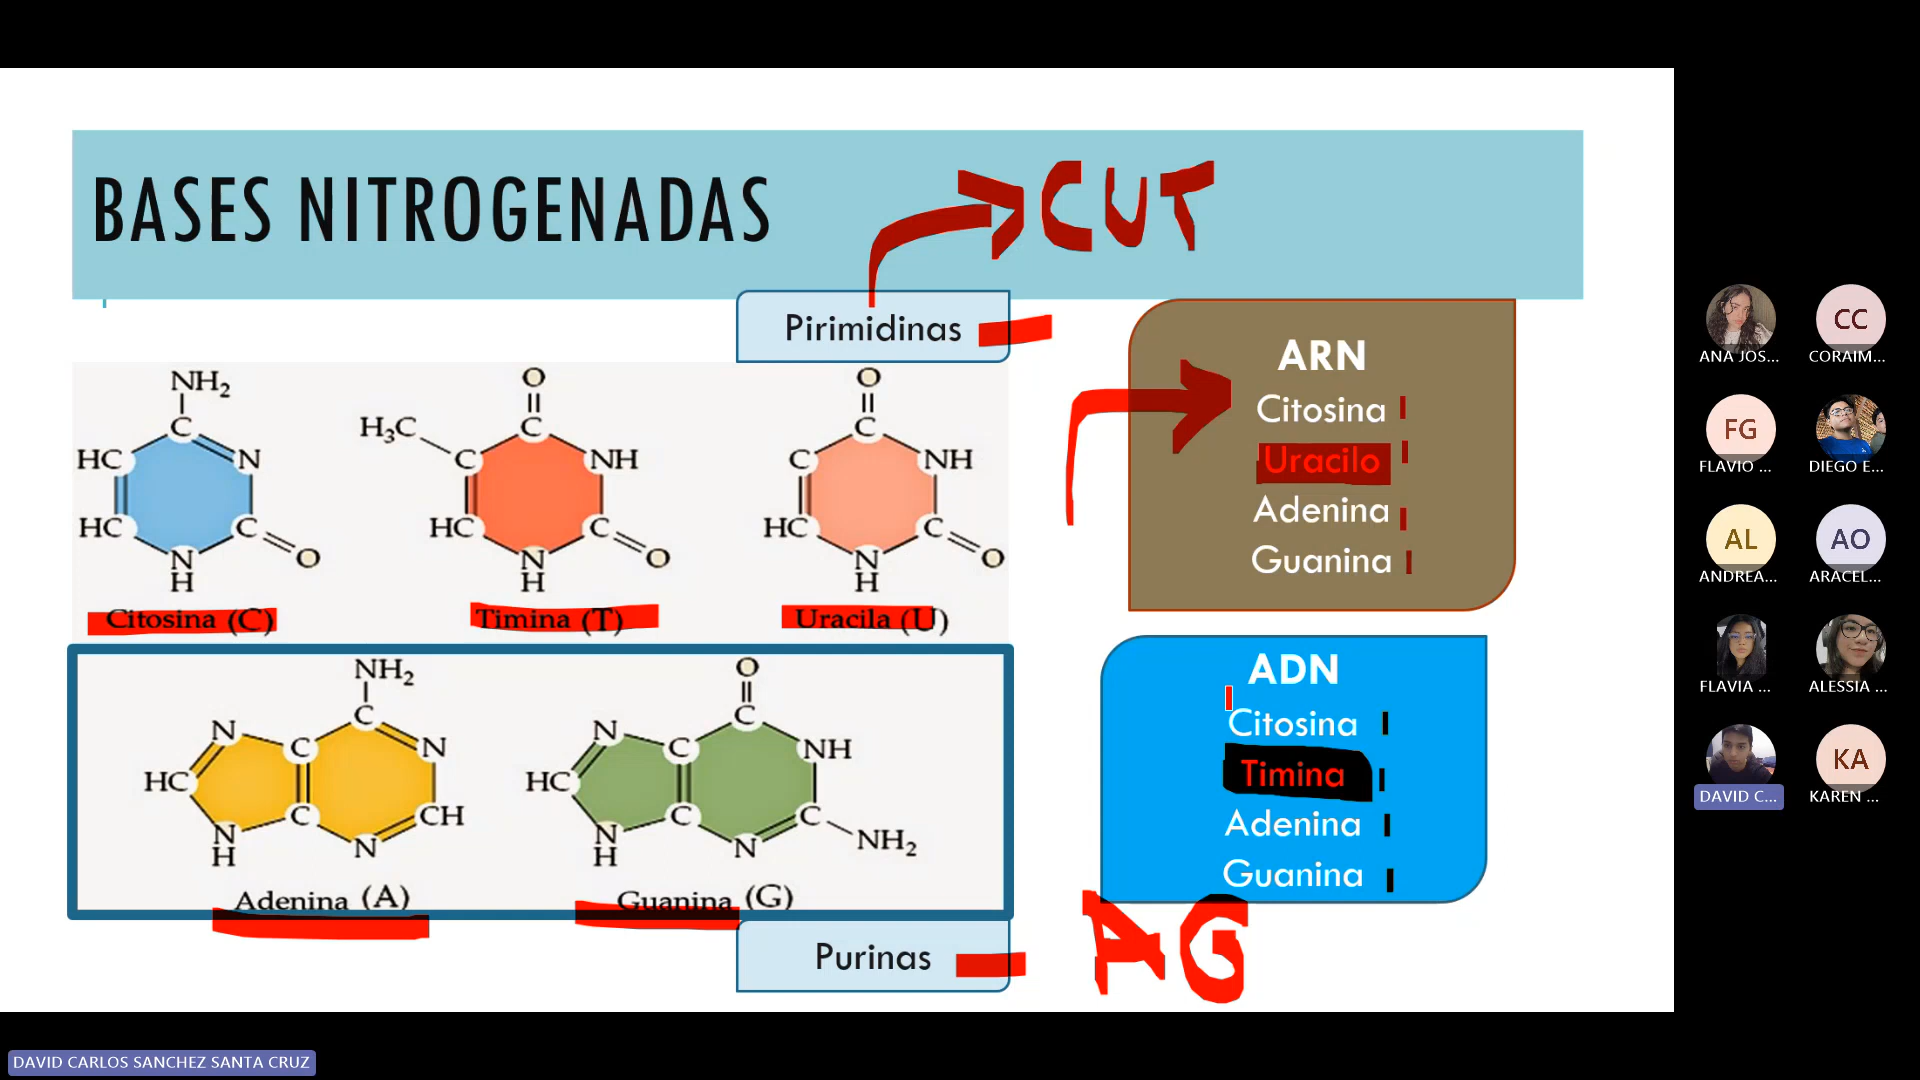 BASES NITROGENADAS
CUT
Pirimidinas
NH₂
C
HC
N
HC
C
O
N
H
Citosina (C)
O
C
H₃C
C
NH
HC
C
O
N
H
Timina (T)
O
C
C
NH
HC
C
O
N
H
Uracila (U)
NH₂
C
N
C
N
HC
C
CH
N
H
N
Adenina (A)
O
C
N
C
NH
HC
C
C
N
H
N
NH₂
Guanina (G)
Purinas
ARN
Citosina
Uracilo
Adenina
Guanina
ADN
Citosina
Timina
Adenina
Guanina
AG
ANA JOS...
CC
CORAIM...
FG
FLAVIO ...
DIEGO E...
AL
ANDREA...
AO
ARACEL...
FLAVIA ...
ALESSIA ...
DAVID C...
KA
KAREN ...
DAVID CARLOS SANCHEZ SANTA CRUZ